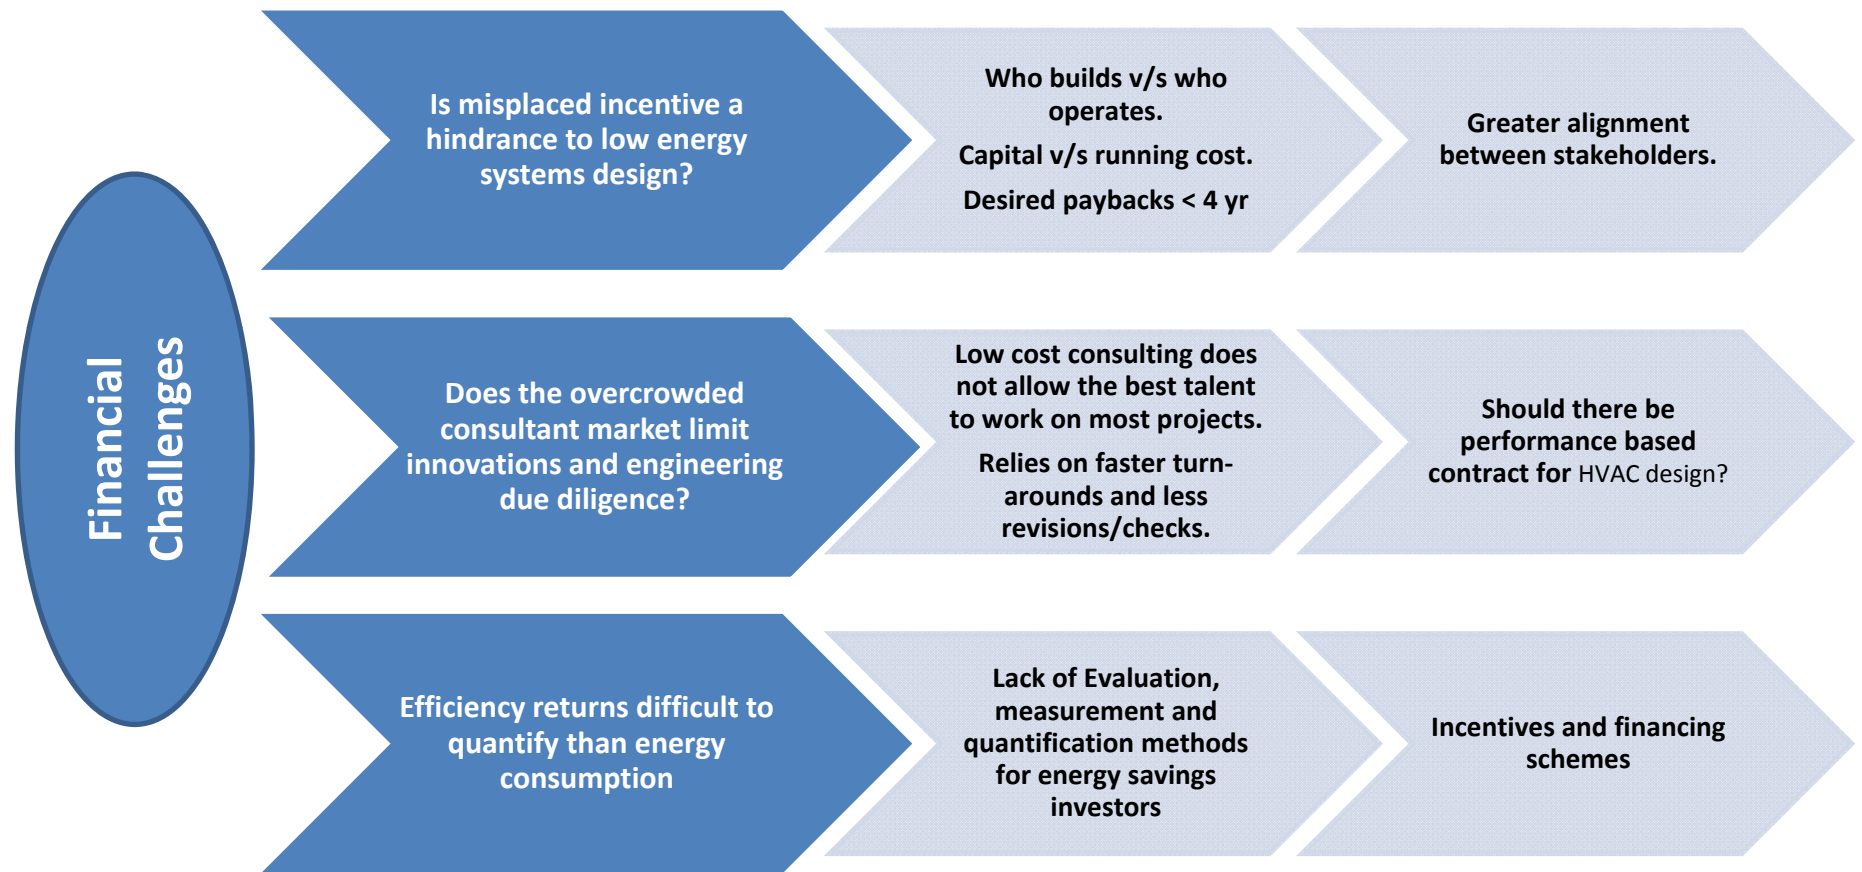 Financial
Challenges
Is misplaced incentive a
hindrance to low energy
systems design?
Who builds v/s who
operates.
Capital v/s running cost.
Desired paybacks < 4 yr
Greater alignment
between stakeholders.
Does the overcrowded
consultant market limit
innovations and engineering
due diligence?
Low cost consulting does
not allow the best talent
to work on most projects.
Relies on faster turn-
arounds and less
revisions/checks.
Should there be
performance based
contract for HVAC design?
Efficiency returns difficult to
quantify than energy
consumption
Lack of Evaluation,
measurement and
quantification methods
for energy savings
investors
Incentives and financing
schemes